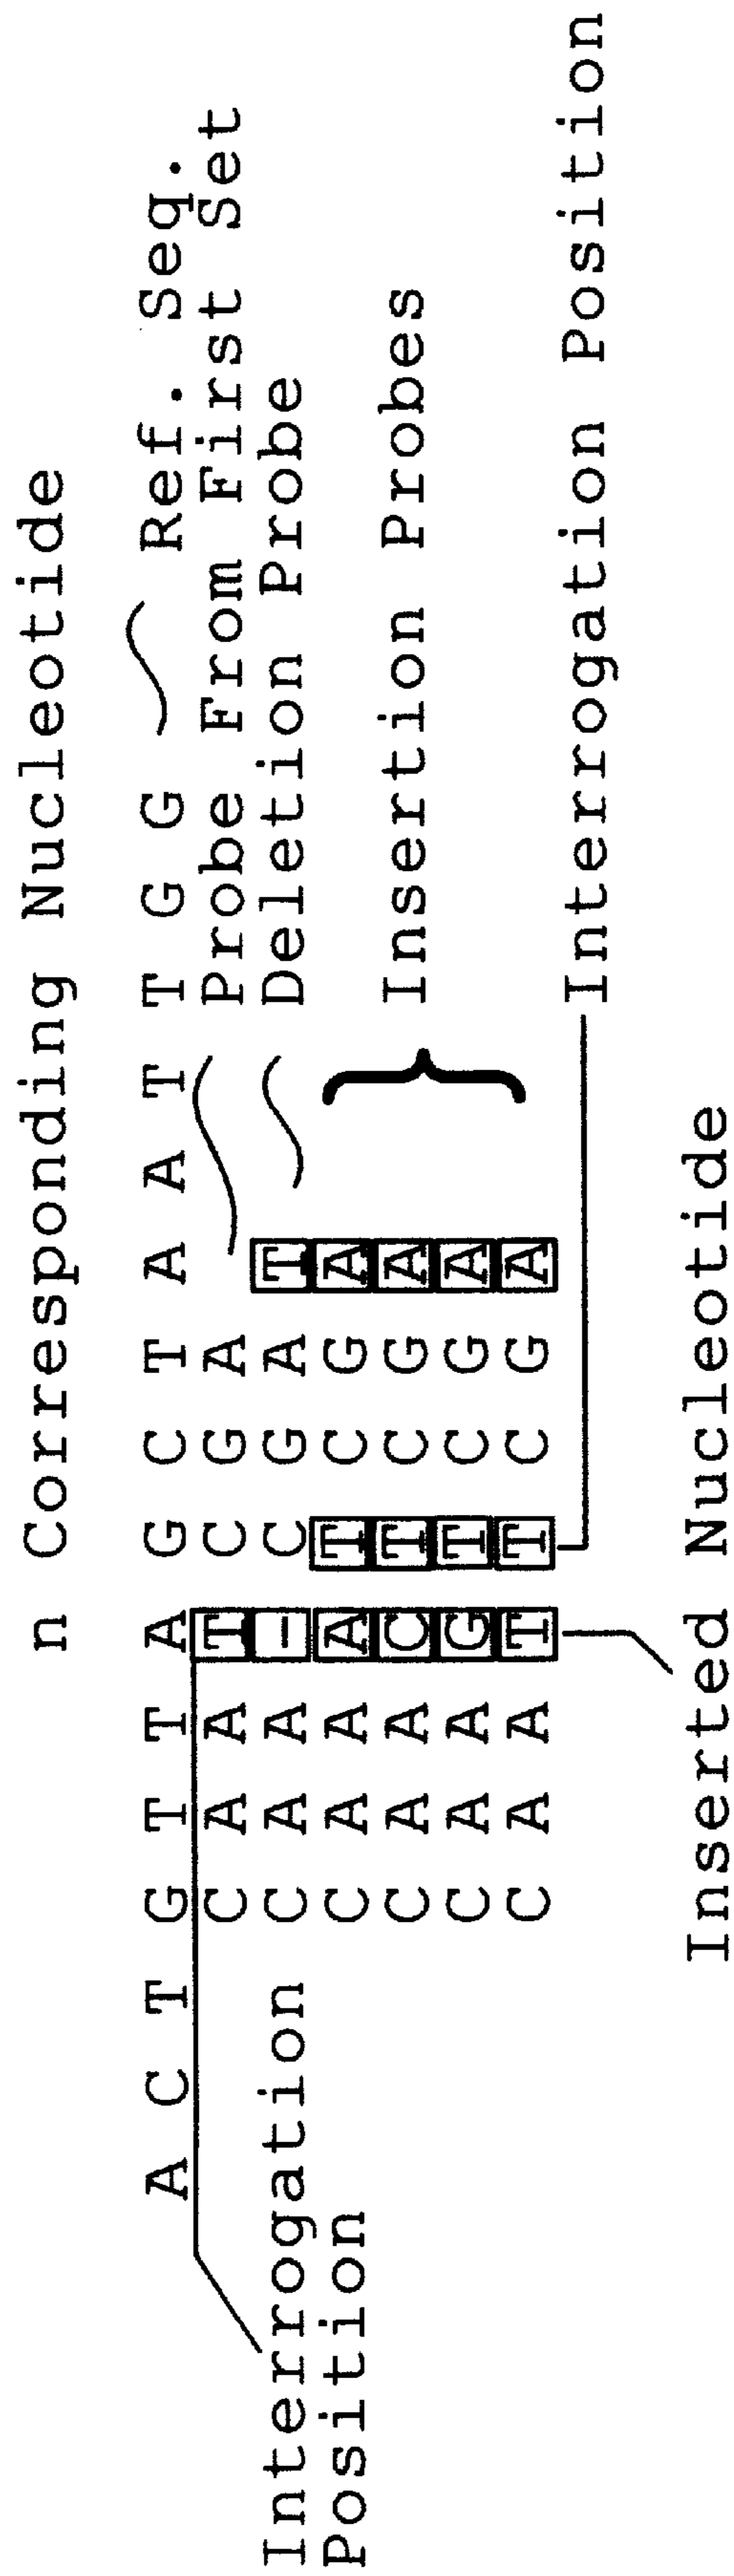 n Corresponding Nucleotide
A C T G T T A G C T A A T T G G Ref. Seq.
C A A T C G A Probe From First Set
Interrogation C A A - C G A T Deletion Probe
Position C A A A T C G A
C A A C T C G A Insertion Probes
C A A G T C G A
C A A T T C G A
Interrogation Position
Inserted Nucleotide